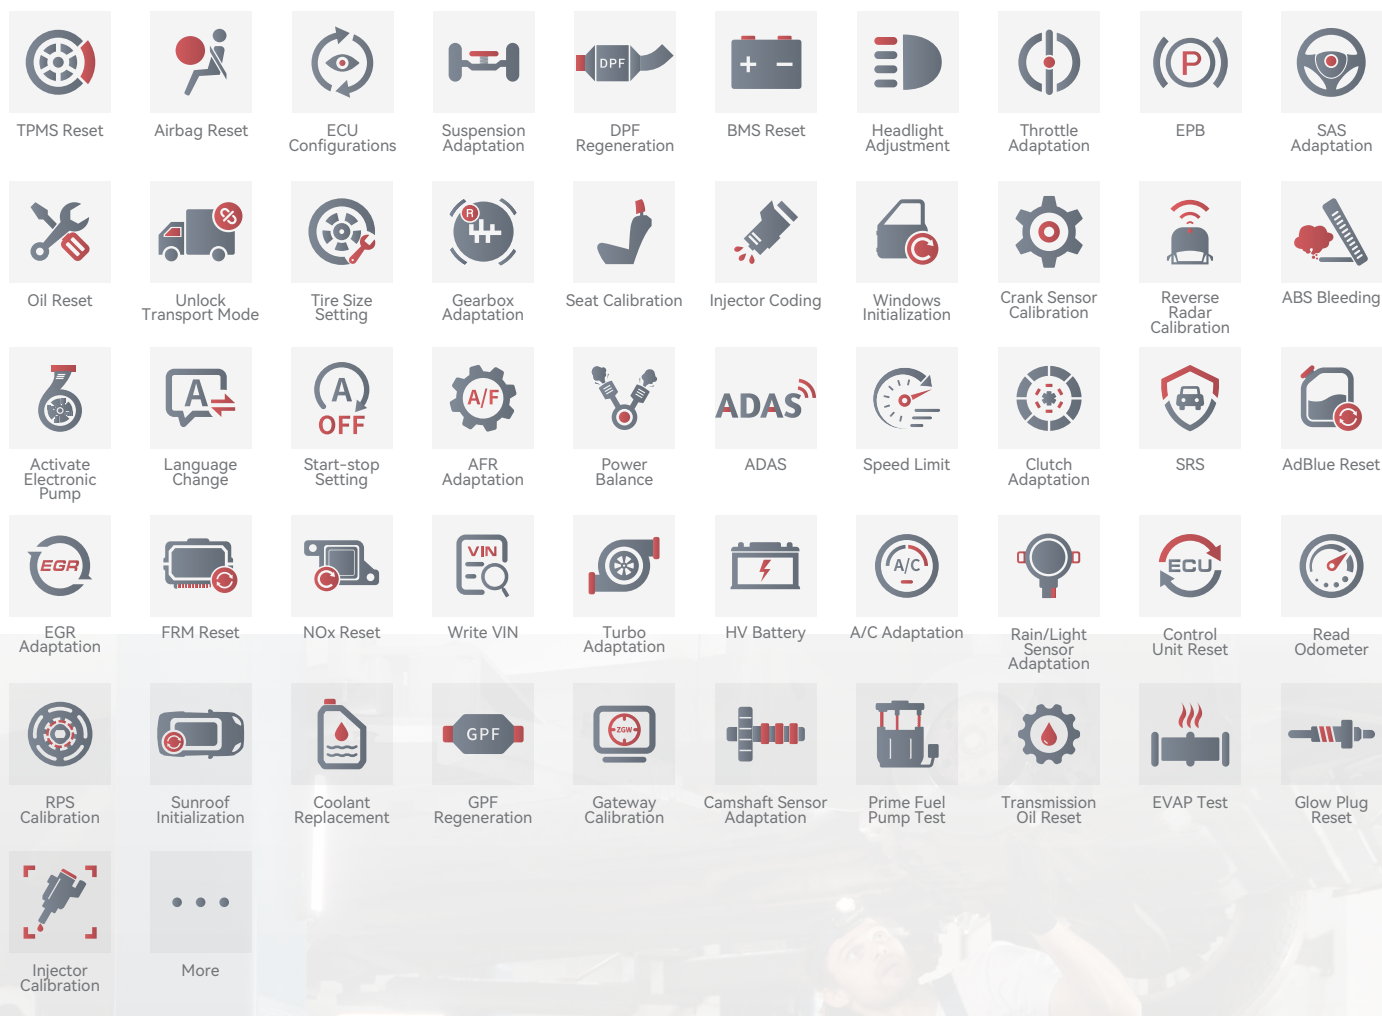 TPMS Reset
Airbag Reset
ECU
Configurations
Suspension
Adaptation
DPF
DPF
Regeneration
BMS Reset
Headlight
Adjustment
Throttle
Adaptation
P
EPB
SAS
Adaptation
Oil Reset
Unlock
Transport Mode
Tire Size
Setting
R
Gearbox
Adaptation
Seat Calibration
Injector Coding
Windows
Initialization
Crank Sensor
Calibration
Reverse
Radar
Calibration
ABS Bleeding
Activate
Electronic
Pump
A
Language
Change
A
OFF
Start-stop
Setting
A/F
AFR
Adaptation
Power
Balance
ADAS
ADAS
Speed Limit
Clutch
Adaptation
SRS
AdBlue Reset
EGR
EGR
Adaptation
FRM Reset
NOx Reset
VIN
Write VIN
Turbo
Adaptation
HV Battery
A/C
A/C Adaptation
Rain/Light
Sensor
Adaptation
ECU
Control
Unit Reset
Read
Odometer
RPS
Calibration
Sunroof
Initialization
Coolant
Replacement
GPF
GPF
Regeneration
ZGW
Gateway
Calibration
Camshaft Sensor
Adaptation
Prime Fuel
Pump Test
Transmission
Oil Reset
EVAP Test
Glow Plug
Reset
Injector
Calibration
More